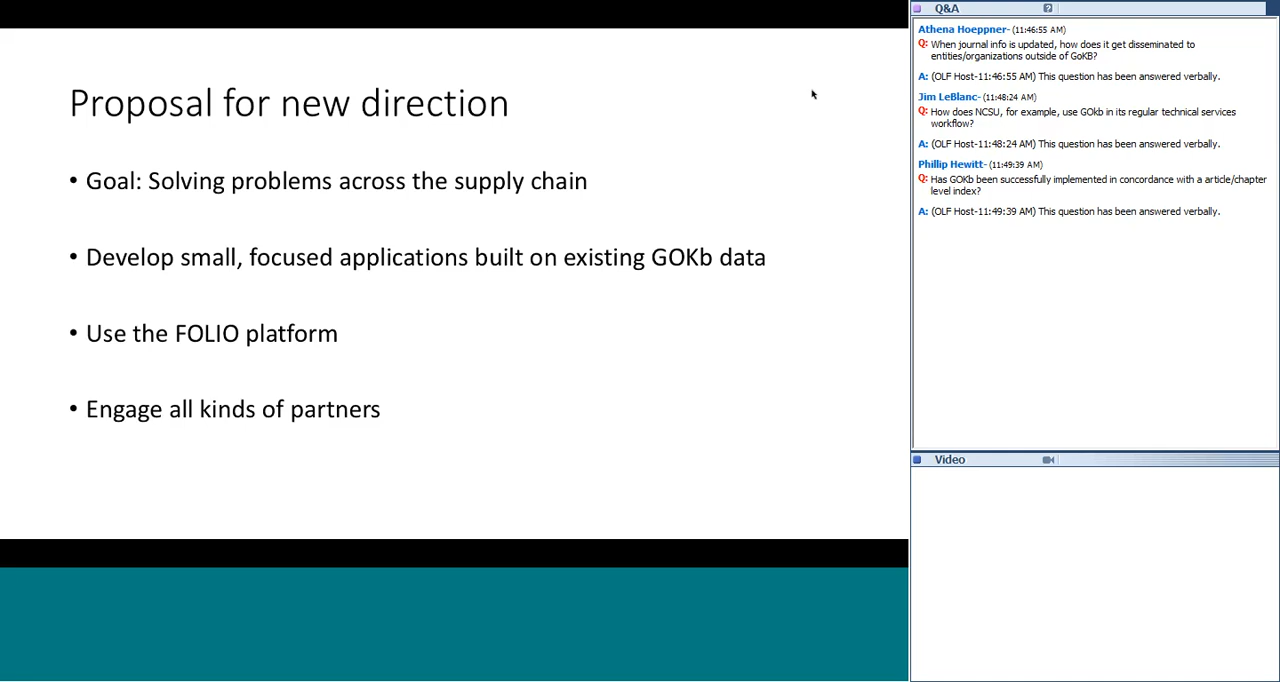 Proposal for new direction
• Goal: Solving problems across the supply chain
• Develop small, focused applications built on existing GOKb data
• Use the FOLIO platform
• Engage all kinds of partners
Q&A
Athena Hoeppner- (11:46:55 AM)
Q: When journal info is updated, how does it get disseminated to
entities/organizations outside of GoKB?
A: (OLF Host-11:46:55 AM) This question has been answered verbally.
Jim LeBlanc- (11:48:24 AM)
Q: How does NCSU, for example, use GOkb in its regular technical services
workflow?
A: (OLF Host-11:48:24 AM) This question has been answered verbally.
Phillip Hewitt- (11:49:39 AM)
Q: Has GOKb been successfully implemented in concordance with a article/chapter
level index?
A: (OLF Host-11:49:39 AM) This question has been answered verbally.
Video